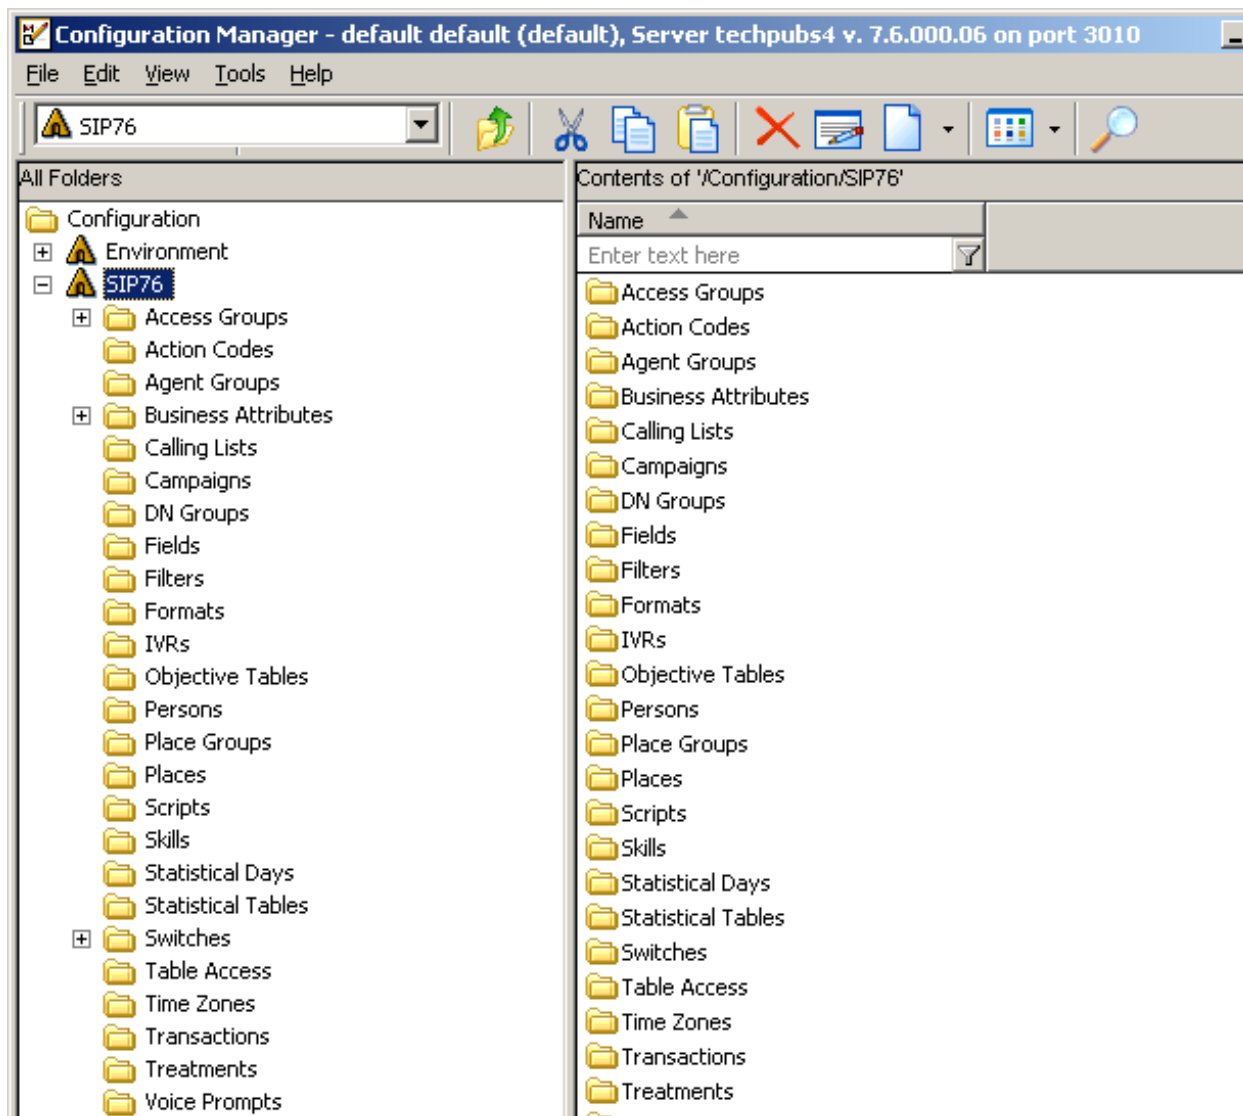 Configuration Manager - default default (default), Server techpubs4 v. 7.6.000.06 on port 3010
File Edit View Tools Help
SIP76
All Folders
Configuration
Environment
SIP76
Access Groups
Action Codes
Agent Groups
Business Attributes
Calling Lists
Campaigns
DN Groups
Fields
Filters
Formats
IVRs
Objective Tables
Persons
Place Groups
Places
Scripts
Skills
Statistical Days
Statistical Tables
Switches
Table Access
Time Zones
Transactions
Treatments
Voice Prompts
Contents of '/Configuration/SIP76'
Name
Enter text here
Access Groups
Action Codes
Agent Groups
Business Attributes
Calling Lists
Campaigns
DN Groups
Fields
Filters
Formats
IVRs
Objective Tables
Persons
Place Groups
Places
Scripts
Skills
Statistical Days
Statistical Tables
Switches
Table Access
Time Zones
Transactions
Treatments